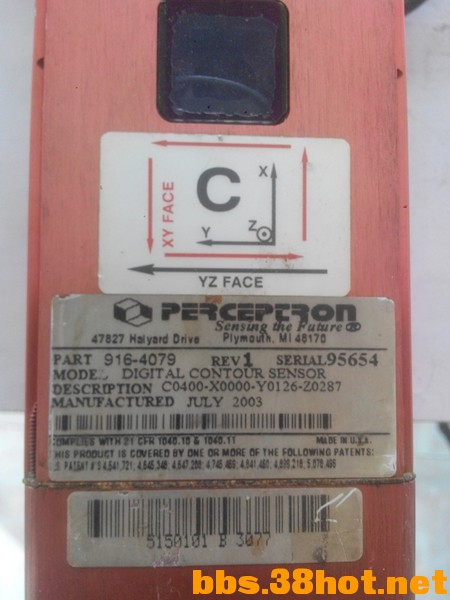 C
X
Y
Z
XY FACE
YZ FACE
PERCEPTRON
Sensing the Future ®
47827 Halyard Drive Plymouth, MI 48170
PART 916-4079 REV 1 SERIAL 95654
MODEL DIGITAL CONTOUR SENSOR
DESCRIPTION C0400-X0000-Y0126-Z0287
MANUFACTURED JULY 2003
COMPLIES WITH 21 CFR 1040.10 & 1040.11 MADE IN U.S.A.
THIS PRODUCT IS COVERED BY ONE OR MORE OF THE FOLLOWING PATENTS:
5150101 B 3077
bbs.38hot.net